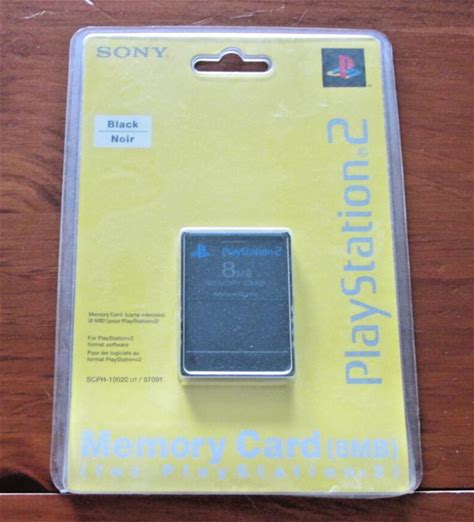 SONY
Black
Noir
PlayStation®2
PlayStation®2
8MB
MEMORY CARD
Memory Card (carte mémoire)
(8 MB) (pour PlayStation®2)
For PlayStation®2
format software
Pour les logiciels au
format PlayStation®2
SCPH-10020 U/ 97091
Memory Card (8MB)
(for PlayStation 2)